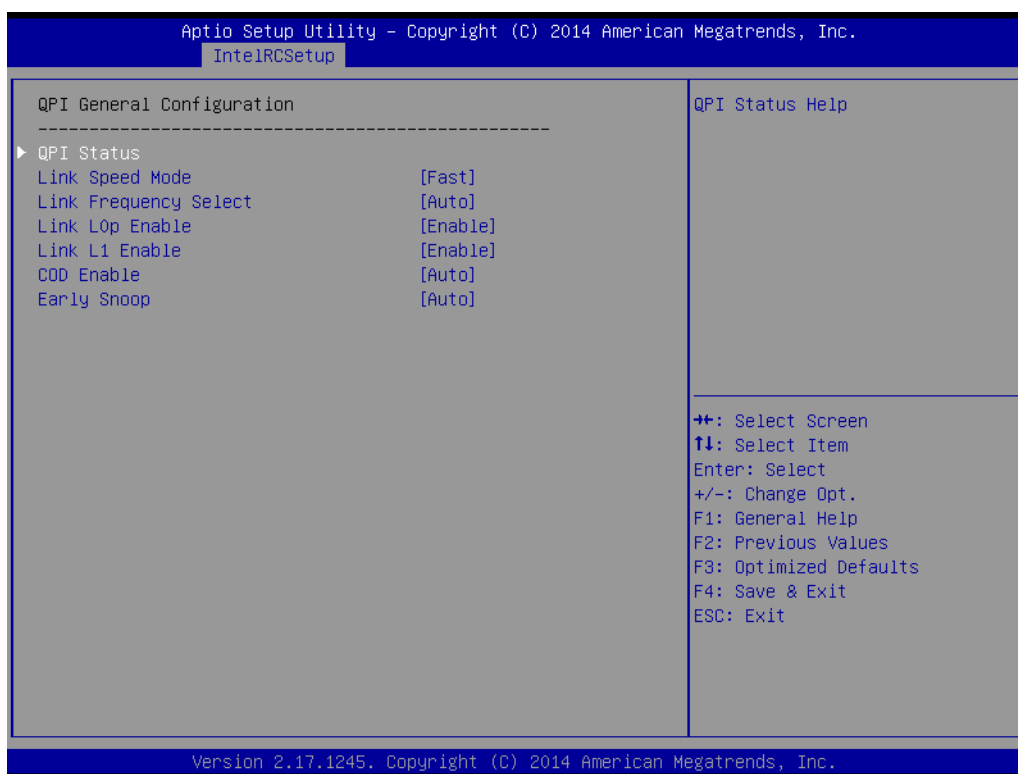 Aptio Setup Utility – Copyright (C) 2014 American Megatrends, Inc.
IntelRCSetup
QPI General Configuration
--------------------------------------------------
QPI Status
Link Speed Mode [Fast]
Link Frequency Select [Auto]
Link L0p Enable [Enable]
Link L1 Enable [Enable]
COD Enable [Auto]
Early Snoop [Auto]
QPI Status Help
→←: Select Screen
↑↓: Select Item
Enter: Select
+/-: Change Opt.
F1: General Help
F2: Previous Values
F3: Optimized Defaults
F4: Save & Exit
ESC: Exit
Version 2.17.1245. Copyright (C) 2014 American Megatrends, Inc.